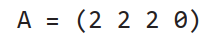 A = (2 2 2 0)